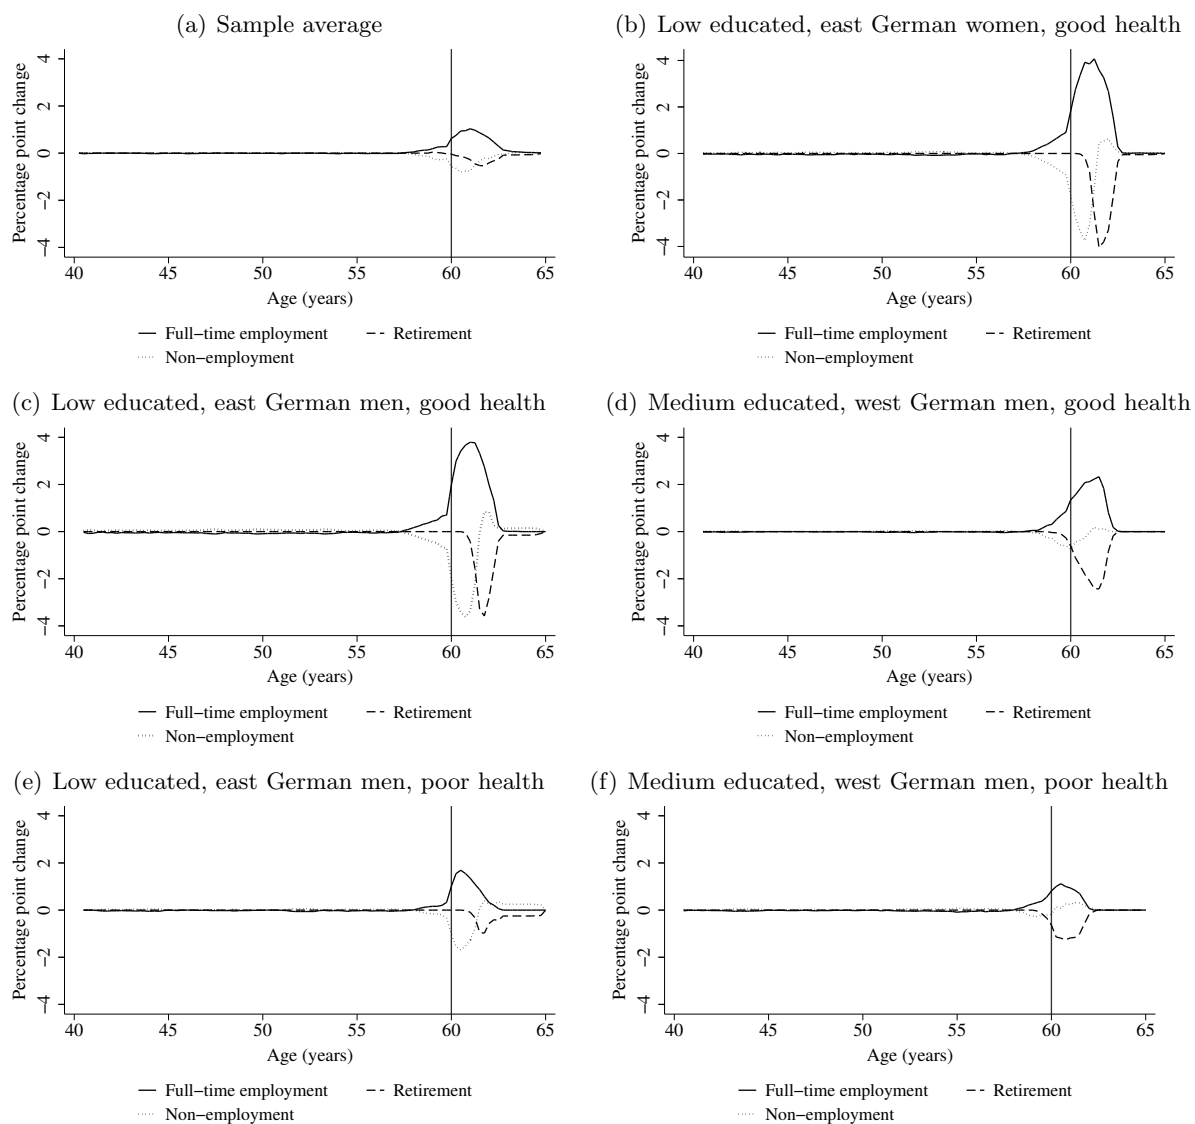 (a) Sample average
Percentage point change
4
2
0
−2
−4
40 45 50 55 60 65
Age (years)
Full−time employment Retirement
Non−employment
(b) Low educated, east German women, good health
Percentage point change
4
2
0
−2
−4
40 45 50 55 60 65
Age (years)
Full−time employment Retirement
Non−employment
(c) Low educated, east German men, good health
Percentage point change
4
2
0
−2
−4
40 45 50 55 60 65
Age (years)
Full−time employment Retirement
Non−employment
(d) Medium educated, west German men, good health
Percentage point change
4
2
0
−2
−4
40 45 50 55 60 65
Age (years)
Full−time employment Retirement
Non−employment
(e) Low educated, east German men, poor health
Percentage point change
4
2
0
−2
−4
40 45 50 55 60 65
Age (years)
Full−time employment Retirement
Non−employment
(f) Medium educated, west German men, poor health
Percentage point change
4
2
0
−2
−4
40 45 50 55 60 65
Age (years)
Full−time employment Retirement
Non−employment